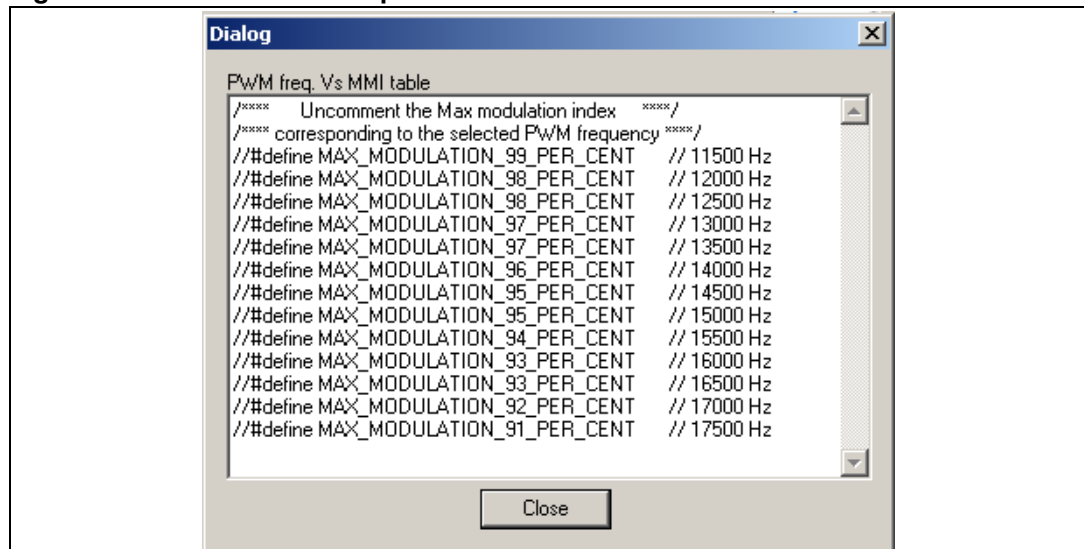 Dialog
PWM freq. Vs MMI table
/**** Uncomment the Max modulation index ****/
/**** corresponding to the selected PWM frequency ****/
//#define MAX_MODULATION_99_PER_CENT // 11500 Hz
//#define MAX_MODULATION_98_PER_CENT // 12000 Hz
//#define MAX_MODULATION_98_PER_CENT // 12500 Hz
//#define MAX_MODULATION_97_PER_CENT // 13000 Hz
//#define MAX_MODULATION_97_PER_CENT // 13500 Hz
//#define MAX_MODULATION_96_PER_CENT // 14000 Hz
//#define MAX_MODULATION_95_PER_CENT // 14500 Hz
//#define MAX_MODULATION_95_PER_CENT // 15000 Hz
//#define MAX_MODULATION_94_PER_CENT // 15500 Hz
//#define MAX_MODULATION_93_PER_CENT // 16000 Hz
//#define MAX_MODULATION_93_PER_CENT // 16500 Hz
//#define MAX_MODULATION_92_PER_CENT // 17000 Hz
//#define MAX_MODULATION_91_PER_CENT // 17500 Hz
Close